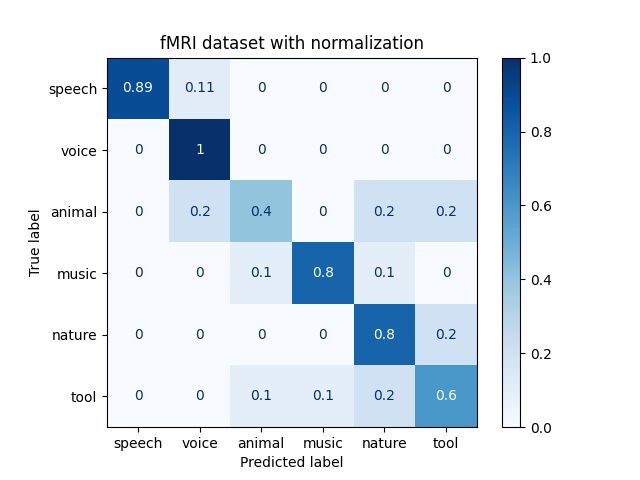 fMRI dataset with normalization
speech 0.89 0.11 0 0 0 0
voice 0 1 0 0 0 0
animal 0 0.2 0.4 0 0.2 0.2
music 0 0 0.1 0.8 0.1 0
nature 0 0 0 0 0.8 0.2
tool 0 0 0.1 0.1 0.2 0.6
speech voice animal music nature tool
Predicted label
True label
1.0
0.8
0.6
0.4
0.2
0.0